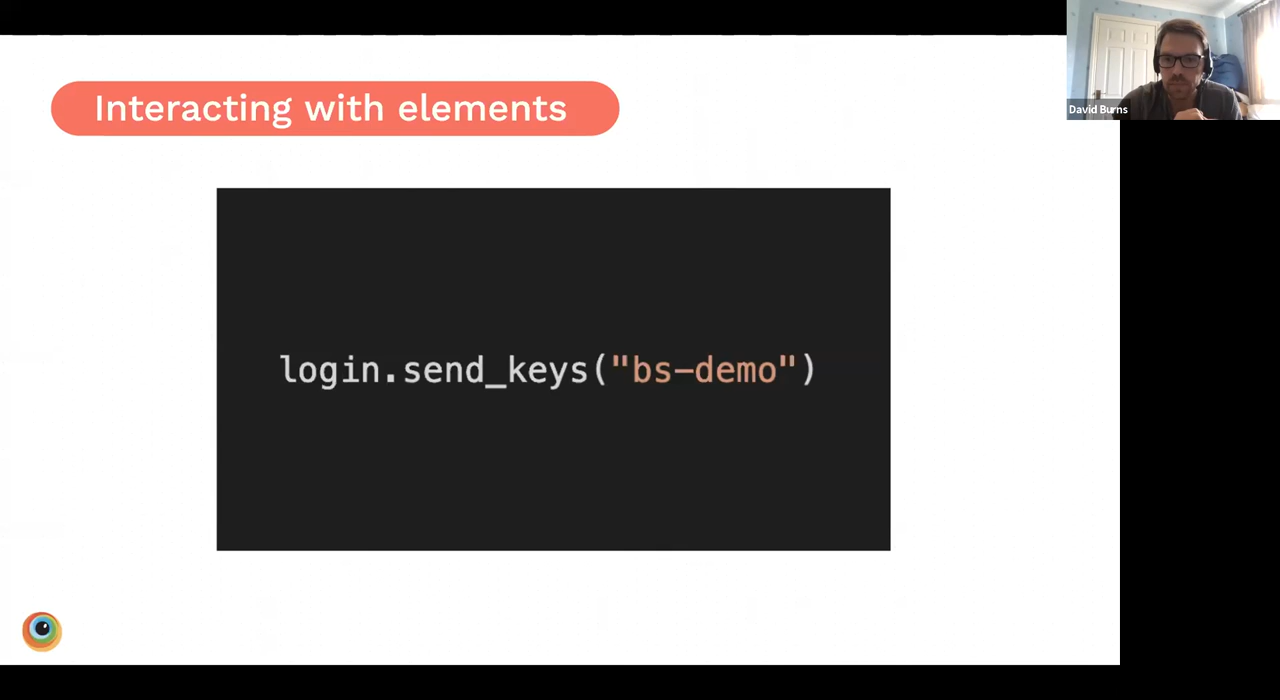 Interacting with elements
David Burns
login.send_keys("bs-demo")